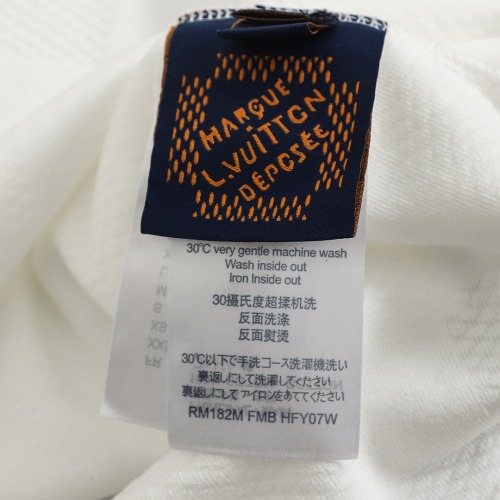 MARQUE
L.VUITTON
DÉPOSÉE
30°C very gentle machine wash
Wash inside out
Iron Inside out
30摄氏度超揉机洗
反面洗涤
反面熨烫
30℃以下で手洗コース洗濯機洗い
裏返しにして洗濯してください
裏返しにしてアイロンをあててください
RM182M FMB HFY07W